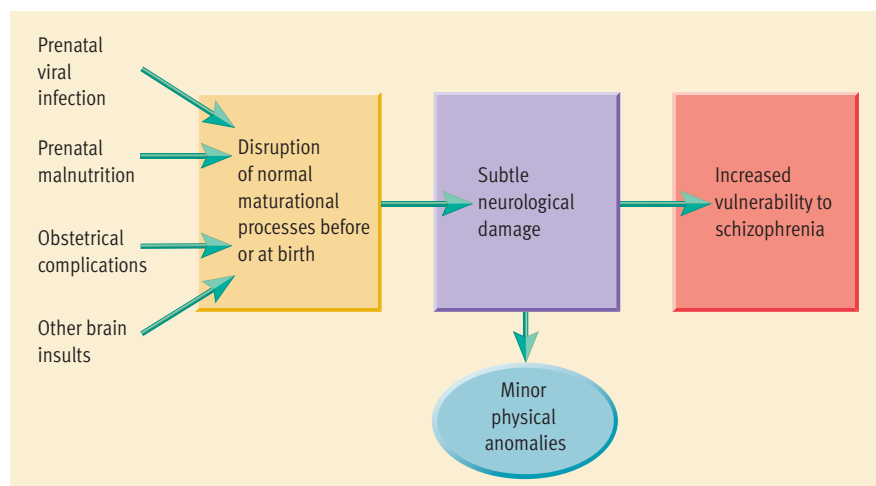 Prenatal
viral
infection
Prenatal
malnutrition
Obstetrical
complications
Other brain
insults
Disruption
of normal
maturational
processes before
or at birth
Subtle
neurological
damage
Increased
vulnerability to
schizophrenia
Minor
physical
anomalies